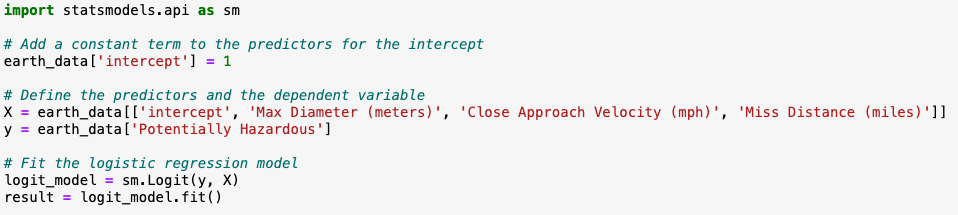 import statsmodels.api as sm
# Add a constant term to the predictors for the intercept
earth_data['intercept'] = 1
# Define the predictors and the dependent variable
X = earth_data[['intercept', 'Max Diameter (meters)', 'Close Approach Velocity (mph)', 'Miss Distance (miles)']]
y = earth_data['Potentially Hazardous']
# Fit the logistic regression model
logit_model = sm.Logit(y, X)
result = logit_model.fit()